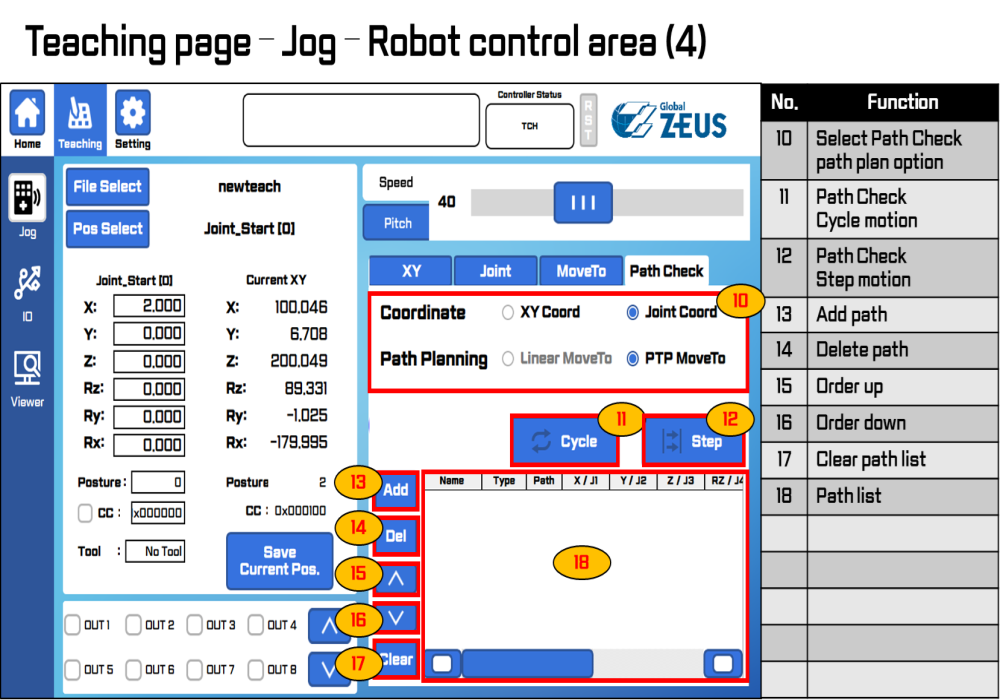 Teaching page – Jog – Robot control area (4)
Home
Teaching
Setting
Controller Status
TCH
RST
Global
ZEUS
Jog
IO
Viewer
File Select
newteach
Pos Select
Joint_Start [0]
Joint_Start [0]
Current XY
X: 2.000 X: 100.046
Y: 0.000 Y: 6.708
Z: 0.000 Z: 200.049
Rz: 0.000 Rz: 89.331
Ry: 0.000 Ry: -1.025
Rx: 0.000 Rx: -179.995
Posture : 0 Posture 2
CC : x000000 CC : 0x000100
Tool : No Tool
Save
Current Pos.
OUT 1 OUT 2 OUT 3 OUT 4
OUT 5 OUT 6 OUT 7 OUT 8
Speed
40
Pitch
XY Joint MoveTo Path Check
10
Coordinate XY Coord Joint Coord
Path Planning Linear MoveTo PTP MoveTo
11
Cycle
12
Step
13
Add
14
Del
15
16
17
Clear
Name Type Path X / J1 Y / J2 Z / J3 RZ / J4
18
No. Function
10 Select Path Check
path plan option
11 Path Check
Cycle motion
12 Path Check
Step motion
13 Add path
14 Delete path
15 Order up
16 Order down
17 Clear path list
18 Path list